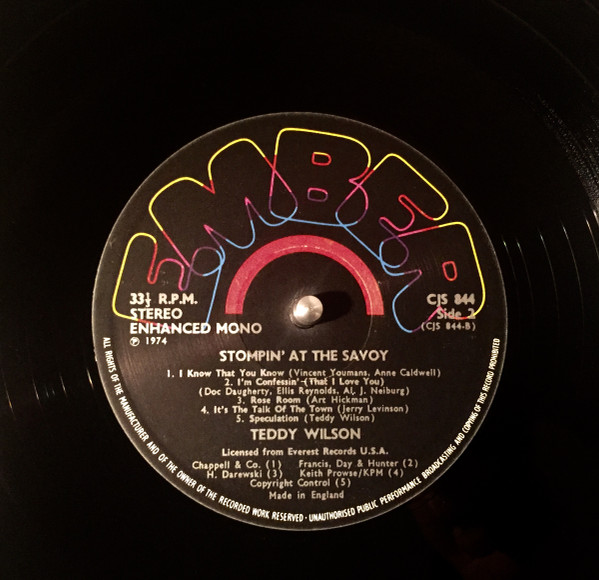 EMBER
33⅓ R.P.M.
STEREO
ENHANCED MONO
℗ 1974
CJS 844
Side 2
(CJS 844-B)
STOMPIN' AT THE SAVOY
1. I Know That You Know (Vincent Youmans, Anne Caldwell)
2. I'm Confessin'-(That I Love You)
(Doc Daugherty, Ellis Reynolds, Al. J. Neiburg)
3. Rose Room (Art Hickman)
4. It's The Talk Of The Town (Jerry Levinson)
5. Speculation (Teddy Wilson)
TEDDY WILSON
Licensed from Everest Records U.S.A.
Chappell & Co. (1) Francis, Day & Hunter (2)
H. Darewski (3) Keith Prowse/KPM (4)
Copyright Control (5)
Made in England
ALL RIGHTS OF THE MANUFACTURER AND OF THE OWNER OF THE RECORDED WORK RESERVED · UNAUTHORISED PUBLIC PERFORMANCE BROADCASTING AND COPYING OF THIS RECORD PROHIBITED